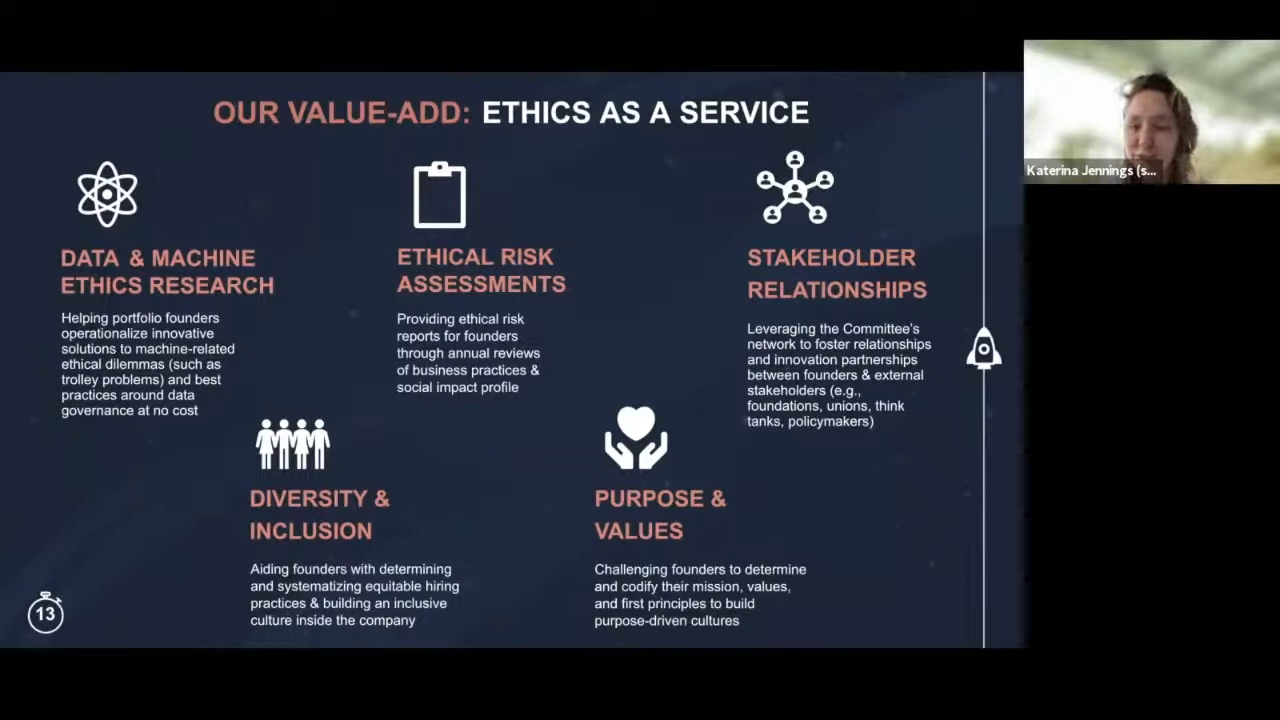 OUR VALUE-ADD: ETHICS AS A SERVICE
Katerina Jennings (s...
DATA & MACHINE
ETHICS RESEARCH
Helping portfolio founders
operationalize innovative
solutions to machine-related
ethical dilemmas (such as
trolley problems) and best
practices around data
governance at no cost
ETHICAL RISK
ASSESSMENTS
Providing ethical risk
reports for founders
through annual reviews
of business practices &
social impact profile
STAKEHOLDER
RELATIONSHIPS
Leveraging the Committee's
network to foster relationships
and innovation partnerships
between founders & external
stakeholders (e.g.,
foundations, unions, think
tanks, policymakers)
DIVERSITY &
INCLUSION
Aiding founders with determining
and systematizing equitable hiring
practices & building an inclusive
culture inside the company
PURPOSE &
VALUES
Challenging founders to determine
and codify their mission, values,
and first principles to build
purpose-driven cultures
13